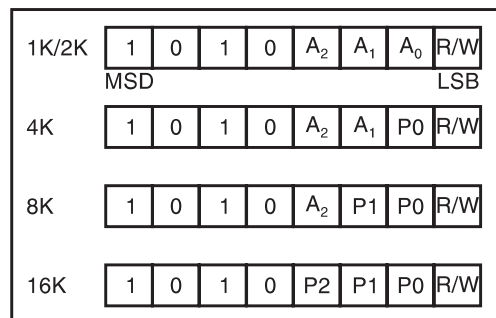 1K/2K 1 0 1 0 A₂ A₁ A₀ R/W
MSD LSB
4K 1 0 1 0 A₂ A₁ P0 R/W
8K 1 0 1 0 A₂ P1 P0 R/W
16K 1 0 1 0 P2 P1 P0 R/W